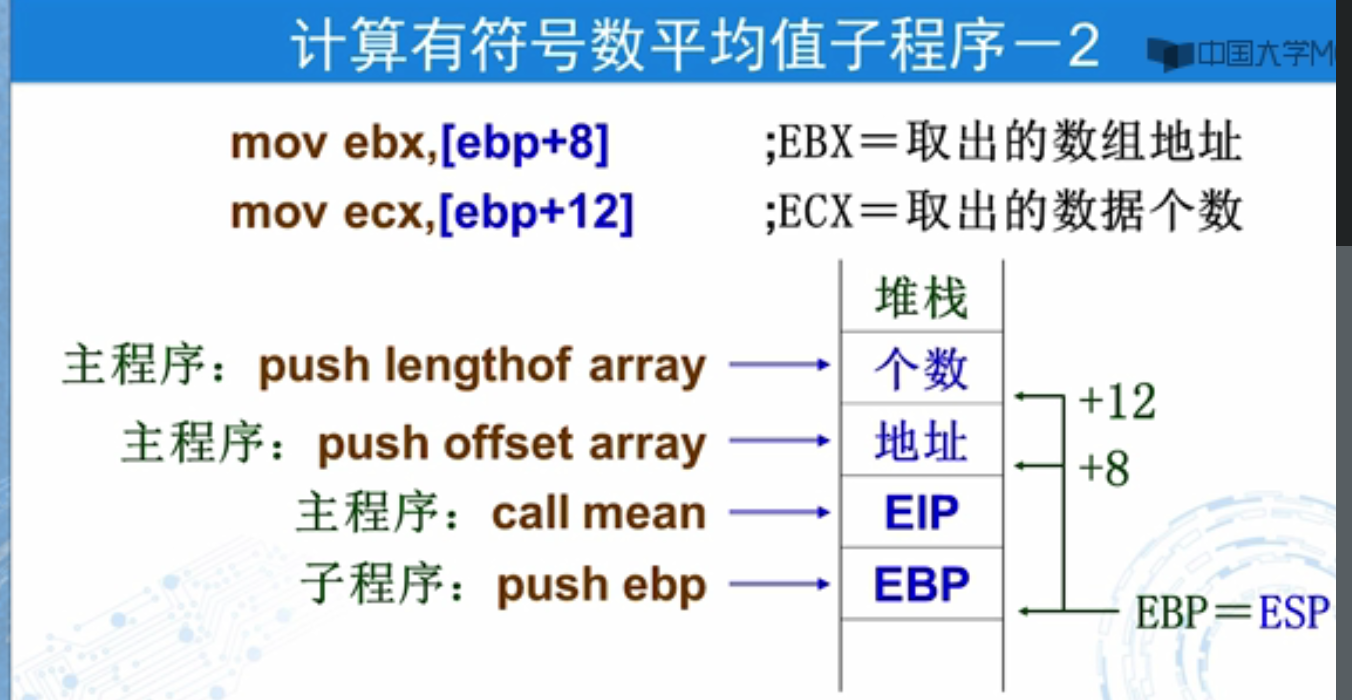 计算有符号数平均值子程序－2
中国大学M
mov ebx,[ebp+8] ;EBX＝取出的数组地址
mov ecx,[ebp+12] ;ECX＝取出的数据个数
堆栈
主程序：push lengthof array 个数
+12
主程序：push offset array 地址
+8
主程序：call mean EIP
子程序：push ebp EBP
EBP＝ESP